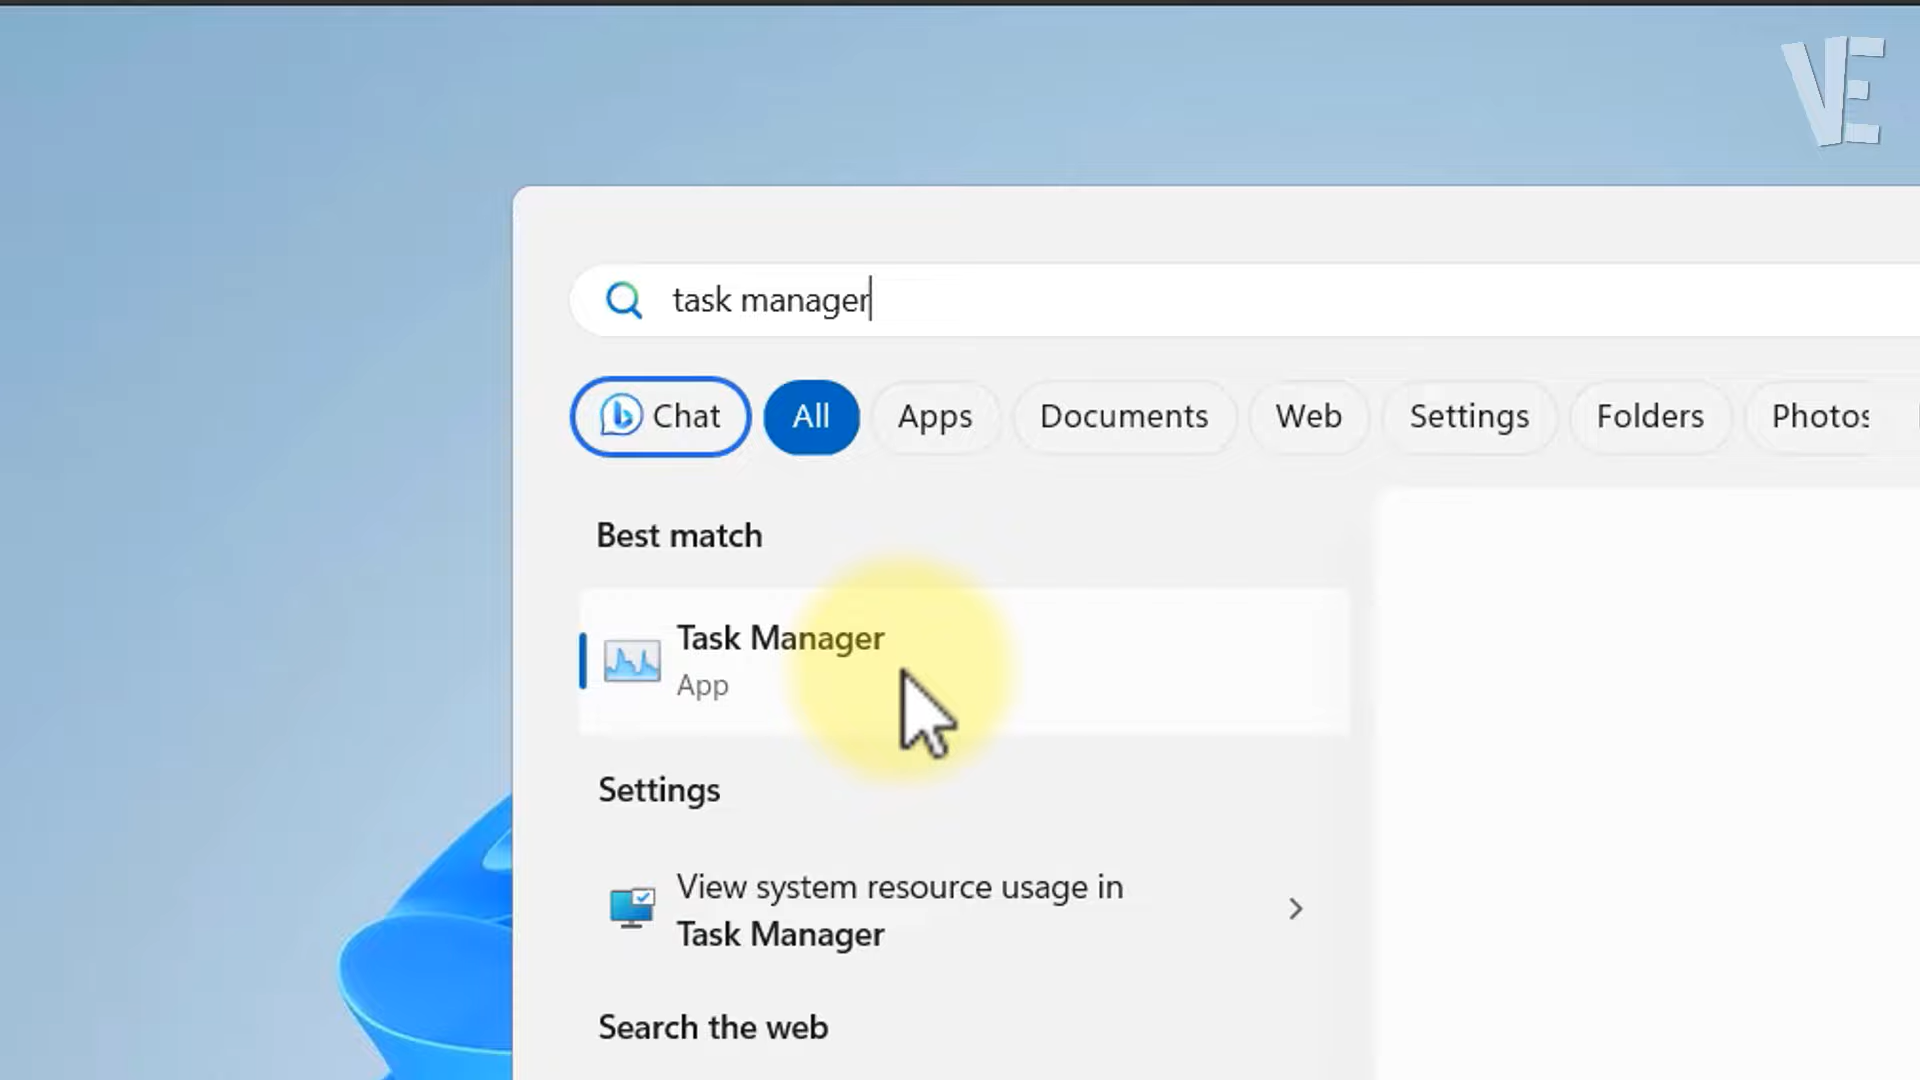 VE
task manager
Chat All Apps Documents Web Settings Folders Photos
Best match
Task Manager
App
Settings
View system resource usage in
Task Manager
Search the web